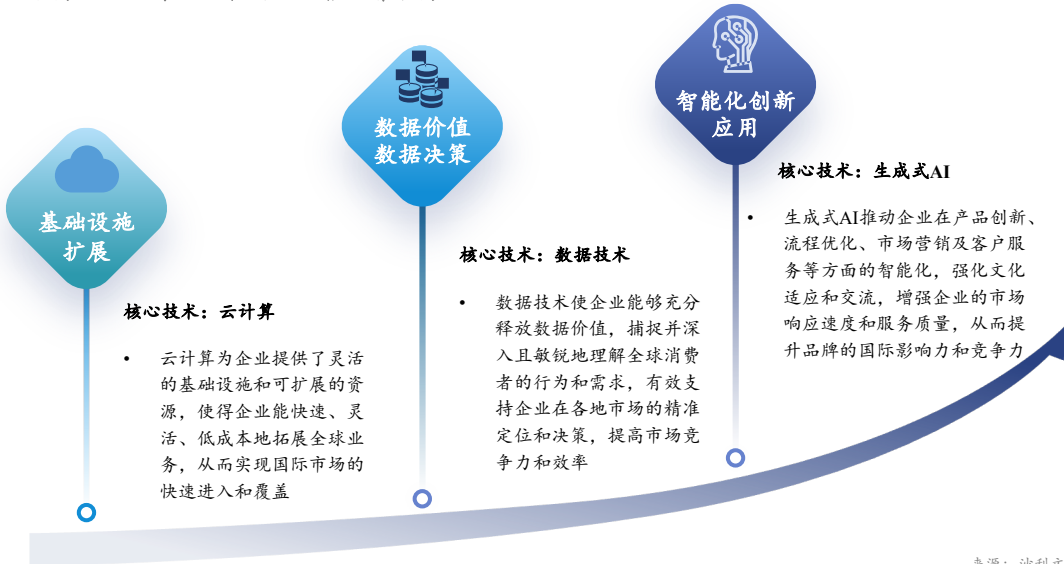 基础设施
扩展
核心技术：云计算
• 云计算为企业提供了灵活
的基础设施和可扩展的资
源，使得企业能快速、灵
活、低成本地拓展全球业
务，从而实现国际市场的
快速进入和覆盖
数据价值
数据决策
核心技术：数据技术
• 数据技术使企业能够充分
释放数据价值，捕捉并深
入且敏锐地理解全球消费
者的行为和需求，有效支
持企业在各地市场的精准
定位和决策，提高市场竞
争力和效率
智能化创新
应用
核心技术：生成式AI
• 生成式AI推动企业在产品创新、
流程优化、市场营销及客户服
务等方面的智能化，强化文化
适应和交流，增强企业的市场
响应速度和服务质量，从而提
升品牌的国际影响力和竞争力